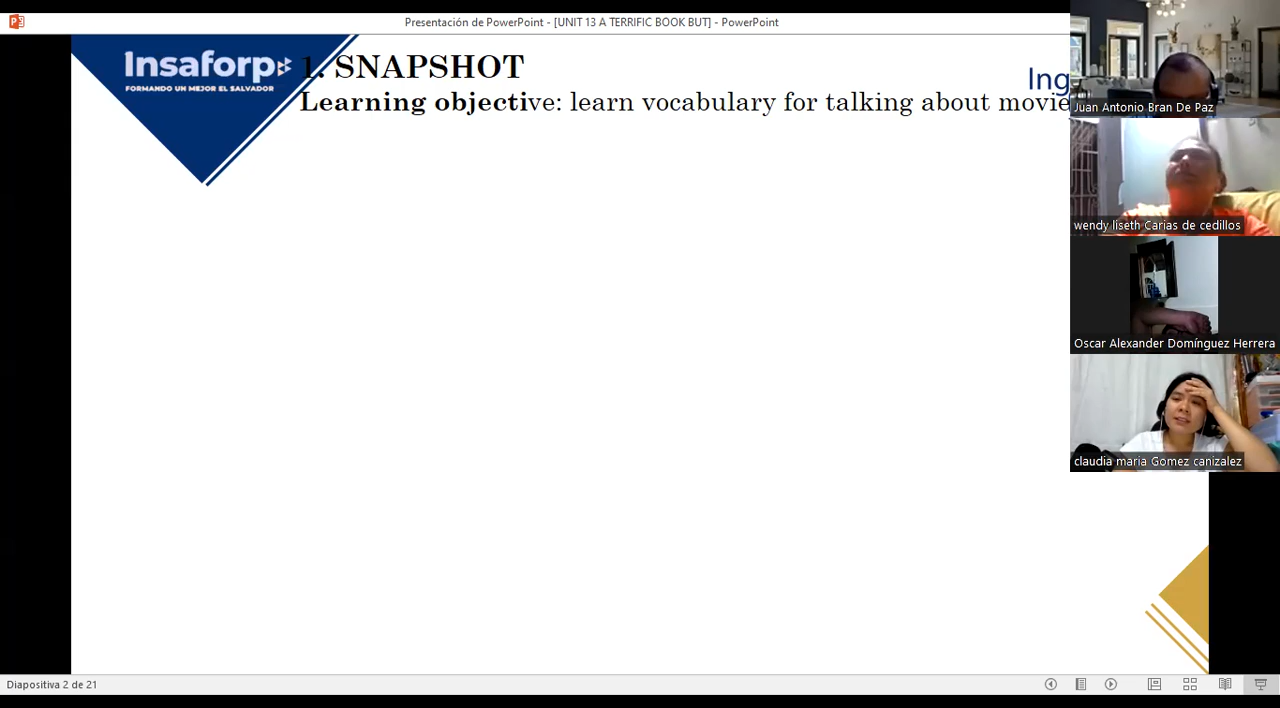 Presentación de PowerPoint - [UNIT 13 A TERRIFIC BOOK BUT] - PowerPoint
Insaforp
FORMANDO UN MEJOR EL SALVADOR
1. SNAPSHOT
Learning objective: learn vocabulary for talking about movie
Ing
Juan Antonio Bran De Paz
wendy liseth Carias de cedillos
Oscar Alexander Domínguez Herrera
claudia maria Gomez canizalez
Diapositiva 2 de 21